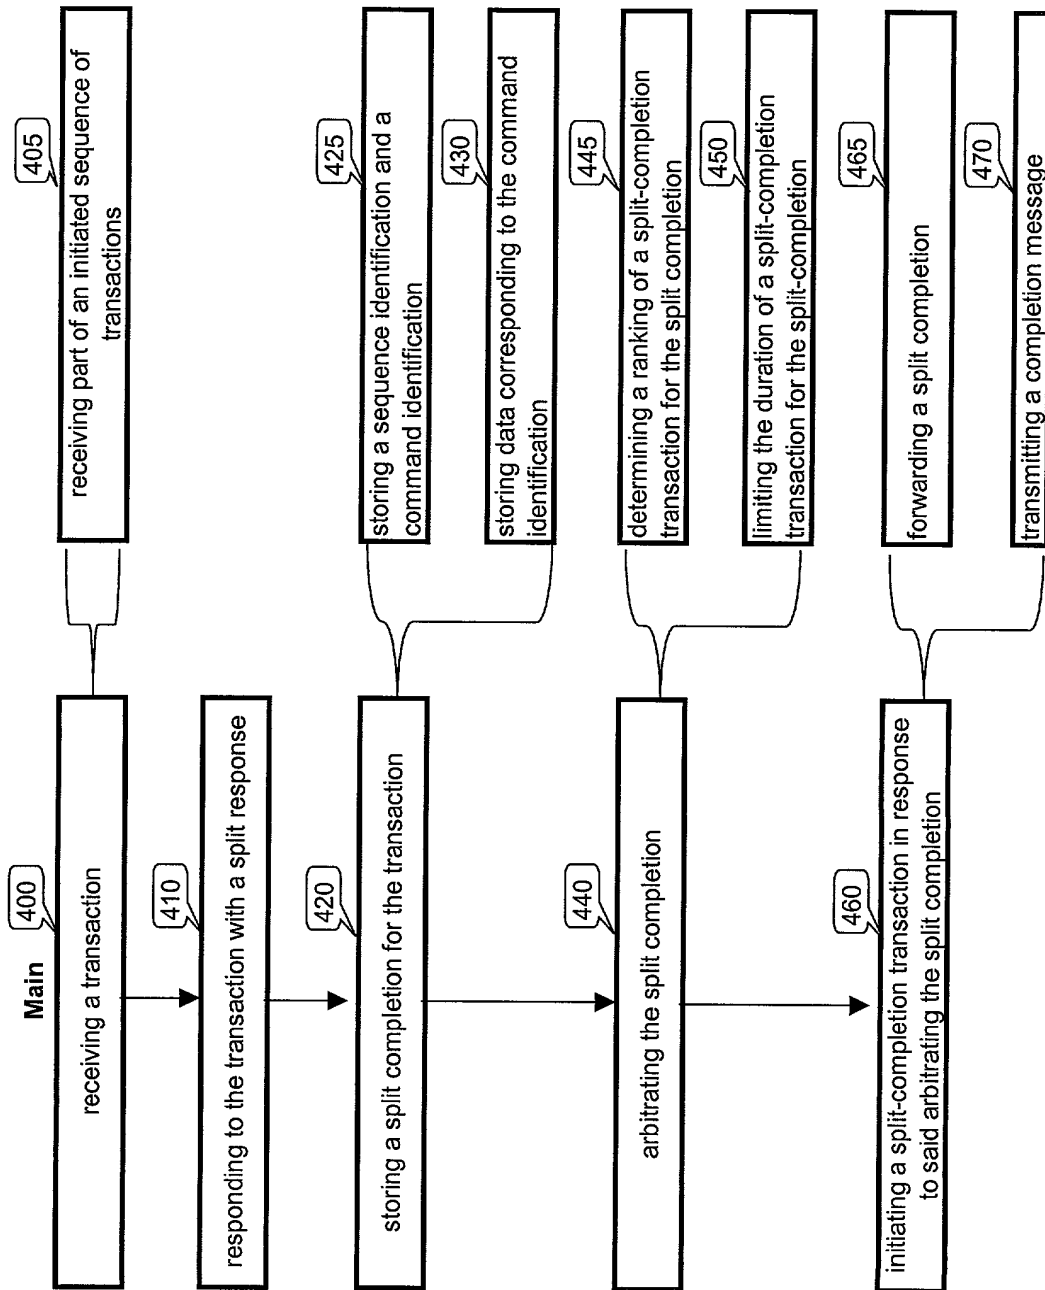 Main
400
receiving a transaction
405
receiving part of an initiated sequence of
transactions
410
responding to the transaction with a split response
420
storing a split completion for the transaction
425
storing a sequence identification and a
command identification
430
storing data corresponding to the command
identification
440
arbitrating the split completion
445
determining a ranking of a split-completion
transaction for the split completion
450
limiting the duration of a split-completion
transaction for the split-completion
460
initiating a split-completion transaction in response
to said arbitrating the split completion
465
forwarding a split completion
470
transmitting a completion message